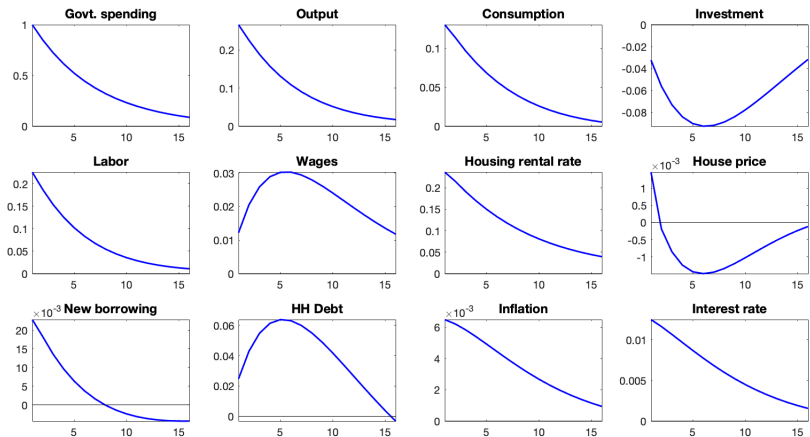 Govt. spending
1
0.5
0
5 10 15
Output
0.2
0.1
0
5 10 15
Consumption
0.1
0.05
0
5 10 15
Investment
0
-0.02
-0.04
-0.06
-0.08
5 10 15
Labor
0.2
0.15
0.1
0.05
0
5 10 15
Wages
0.03
0.02
0.01
0
5 10 15
Housing rental rate
0.2
0.15
0.1
0.05
0
5 10 15
×10⁻³ House price
1
0.5
0
-0.5
-1
5 10 15
×10⁻³ New borrowing
20
15
10
5
0
5 10 15
HH Debt
0.06
0.04
0.02
0
5 10 15
×10⁻³ Inflation
6
4
2
0
5 10 15
Interest rate
0.01
0.005
0
5 10 15